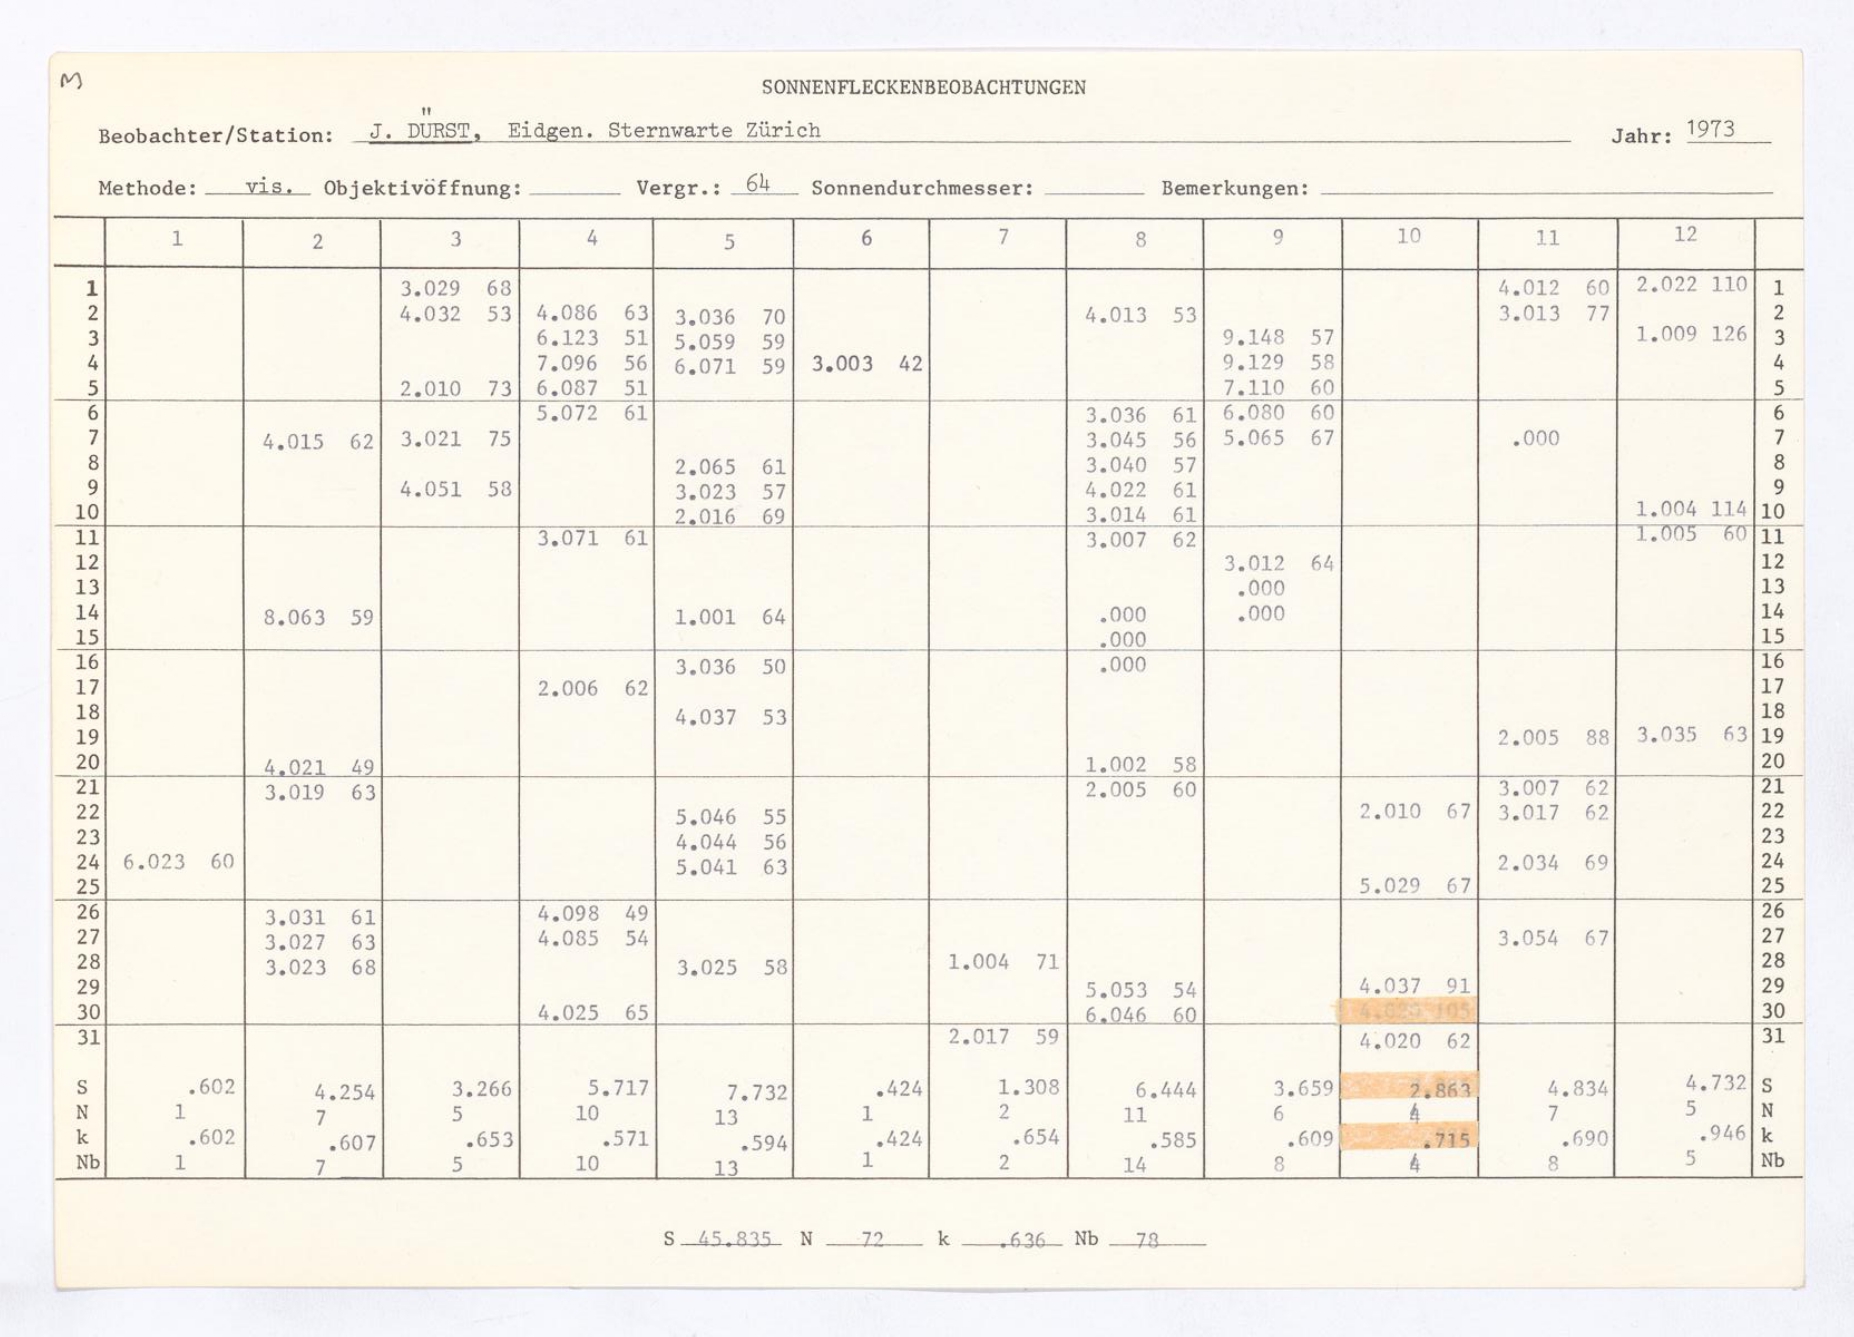 M
SONNENFLECKENBEOBACHTUNGEN
Beobachter/Station: J. DÜRST, Eidgen. Sternwarte Zürich Jahr: 1973
Methode: vis. Objektivöffnung: Vergr.: 64 Sonnendurchmesser: Bemerkungen:
1 2 3 4 5 6 7 8 9 10 11 12
1 3.029 68 4.012 60 2.022 110 1
2 4.032 53 4.086 63 3.036 70 4.013 53 3.013 77 2
3 6.123 51 5.059 59 9.148 57 1.009 126 3
4 7.096 56 6.071 59 3.003 42 9.129 58 4
5 2.010 73 6.087 51 7.110 60 5
6 5.072 61 3.036 61 6.080 60 6
7 4.015 62 3.021 75 3.045 56 5.065 67 .000 7
8 2.065 61 3.040 57 8
9 4.051 58 3.023 57 4.022 61 9
10 2.016 69 3.014 61 1.004 114 10
11 3.071 61 3.007 62 1.005 60 11
12 3.012 64 12
13 .000 13
14 8.063 59 1.001 64 .000 .000 14
15 .000 15
16 3.036 50 .000 16
17 2.006 62 17
18 4.037 53 18
19 2.005 88 3.035 63 19
20 4.021 49 1.002 58 20
21 3.019 63 2.005 60 3.007 62 21
22 5.046 55 2.010 67 3.017 62 22
23 4.044 56 23
24 6.023 60 5.041 63 2.034 69 24
25 5.029 67 25
26 3.031 61 4.098 49 26
27 3.027 63 4.085 54 3.054 67 27
28 3.023 68 3.025 58 1.004 71 28
29 5.053 54 4.037 91 29
30 4.025 65 6.046 60 105 30
31 2.017 59 4.020 62 31
S .602 4.254 3.266 5.717 7.732 .424 1.308 6.444 3.659 2.863 4.834 4.732 S
N 1 7 5 10 13 1 2 11 6 4 7 5 N
k .602 .607 .653 .571 .594 .424 .654 .585 .609 .715 .690 .946 k
Nb 1 7 5 10 13 1 2 14 8 4 8 5 Nb
S 45.835 N 72 k .636 Nb 78